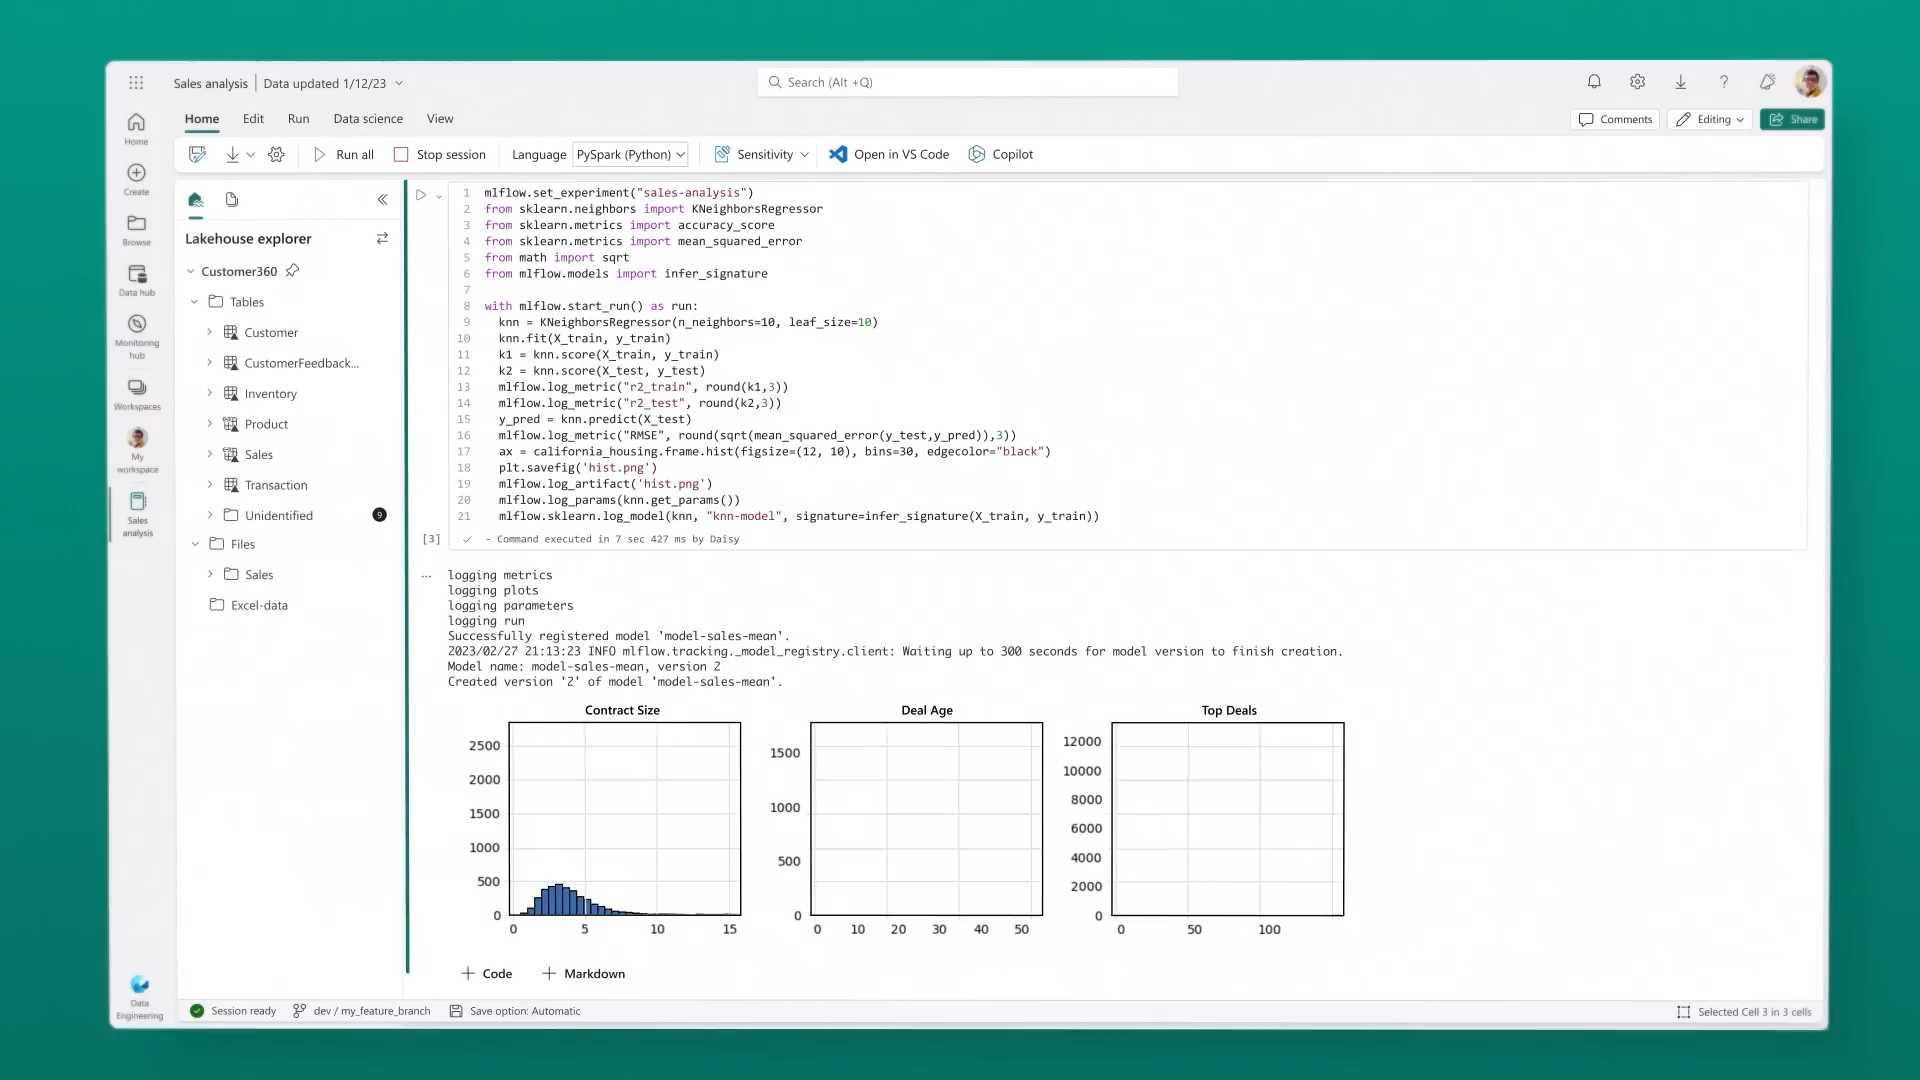 Sales analysis | Data updated 1/12/23
Search (Alt +Q)
Home Edit Run Data science View
Comments Editing Share
Run all Stop session Language PySpark (Python) Sensitivity Open in VS Code Copilot
Home
Create
Browse
Data hub
Monitoring
hub
Workspaces
My
workspace
Sales
analysis
Data
Engineering
Lakehouse explorer
Customer360
Tables
Customer
CustomerFeedback...
Inventory
Product
Sales
Transaction
Unidentified 9
Files
Sales
Excel-data
1 mlflow.set_experiment("sales-analysis")
2 from sklearn.neighbors import KNeighborsRegressor
3 from sklearn.metrics import accuracy_score
4 from sklearn.metrics import mean_squared_error
5 from math import sqrt
6 from mlflow.models import infer_signature
7
8 with mlflow.start_run() as run:
9 knn = KNeighborsRegressor(n_neighbors=10, leaf_size=10)
10 knn.fit(X_train, y_train)
11 k1 = knn.score(X_train, y_train)
12 k2 = knn.score(X_test, y_test)
13 mlflow.log_metric("r2_train", round(k1,3))
14 mlflow.log_metric("r2_test", round(k2,3))
15 y_pred = knn.predict(X_test)
16 mlflow.log_metric("RMSE", round(sqrt(mean_squared_error(y_test,y_pred)),3))
17 ax = california_housing.frame.hist(figsize=(12, 10), bins=30, edgecolor="black")
18 plt.savefig('hist.png')
19 mlflow.log_artifact('hist.png')
20 mlflow.log_params(knn.get_params())
21 mlflow.sklearn.log_model(knn, "knn-model", signature=infer_signature(X_train, y_train))
[3] - Command executed in 7 sec 427 ms by Daisy
... logging metrics
logging plots
logging parameters
logging run
Successfully registered model 'model-sales-mean'.
2023/02/27 21:13:23 INFO mlflow.tracking._model_registry.client: Waiting up to 300 seconds for model version to finish creation.
Model name: model-sales-mean, version 2
Created version '2' of model 'model-sales-mean'.
Contract Size
2500
2000
1500
1000
500
0
0 5 10 15
Deal Age
1500
1000
500
0
0 10 20 30 40 50
Top Deals
12000
10000
8000
6000
4000
2000
0
0 50 100
+ Code + Markdown
Session ready dev / my_feature_branch Save option: Automatic
Selected Cell 3 in 3 cells